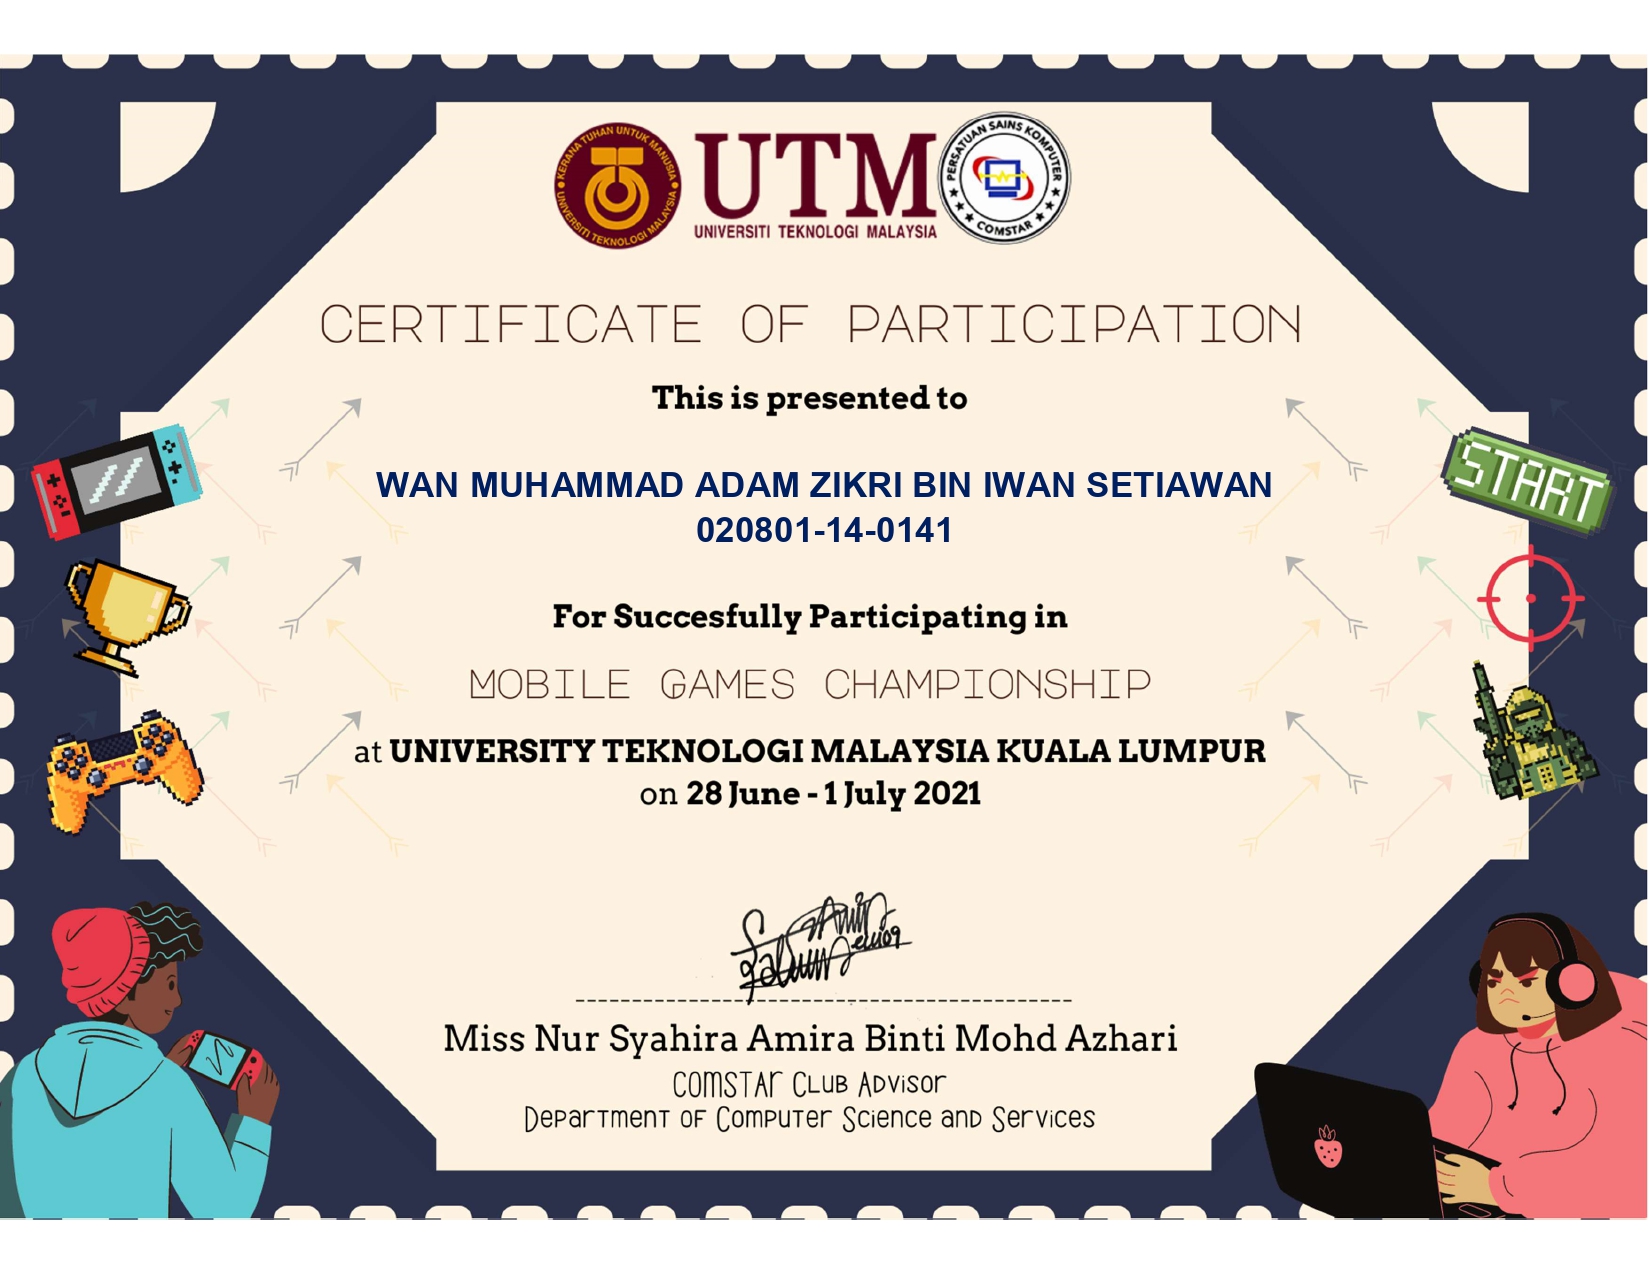 KERANA TUHAN UNTUK MANUSIA
UNIVERSITI TEKNOLOGI MALAYSIA
UTM
UNIVERSITI TEKNOLOGI MALAYSIA
PERSATUAN SAINS KOMPUTER
COMSTAR
CERTIFICATE OF PARTICIPATION
This is presented to
WAN MUHAMMAD ADAM ZIKRI BIN IWAN SETIAWAN
020801-14-0141
START
For Succesfully Participating in
MOBILE GAMES CHAMPIONSHIP
at UNIVERSITY TEKNOLOGI MALAYSIA KUALA LUMPUR
on 28 June - 1 July 2021
Miss Nur Syahira Amira Binti Mohd Azhari
COMSTAR Club Advisor
Department of Computer Science and Services